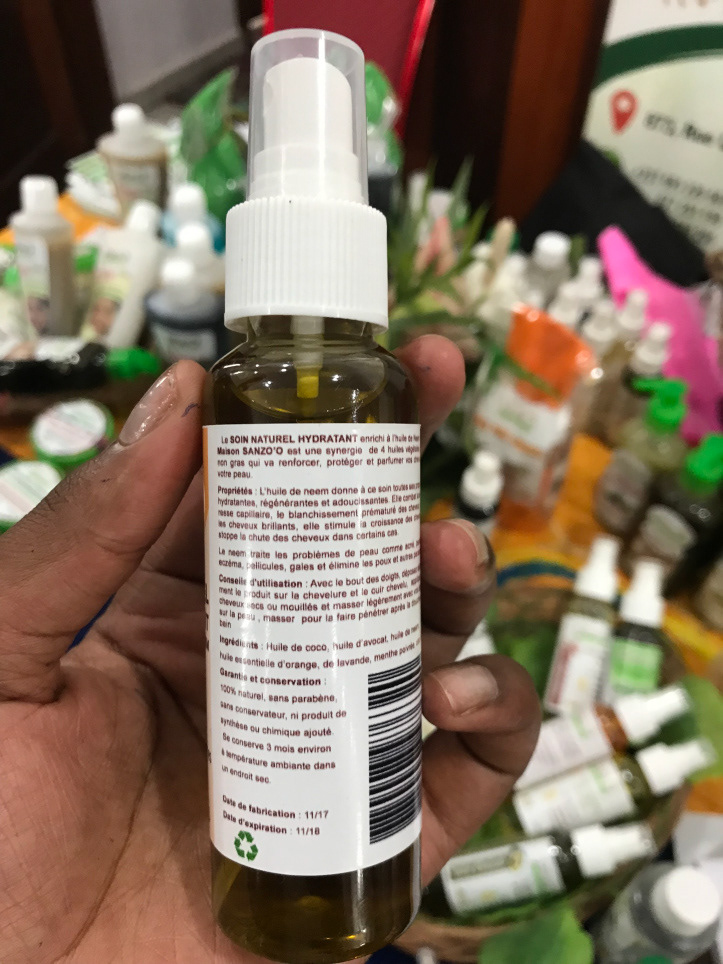 Le SOIN NATUREL HYDRATANT enrichi à l'huile de Neem
Maison SANZO'O est une synergie de 4 huiles
non gras qui va renforcer, protéger et parfumer vos
votre peau.
Propriétés : L'huile de neem donne à ce soin toutes ses
hydratantes, régénérantes et adoucissantes. Elle combat
resse capillaire, le blanchissement prématuré des
les cheveux brillants, elle stimule la croissance des
stoppe la chute des cheveux dans certains cas.
Le neem traite les problèmes de peau comme acné,
eczéma, pellicules, gales et élimine les poux et autres
Conseils d'utilisation : Avec le bout des doigts,
ment le produit sur la chevelure et le cuir chevelu,
cheveux secs ou mouillés et masser légèrement avec
sur la peau , masser pour la faire pénétrer après la
bain
Ingrédients : Huile de coco, huile d'avocat, huile de neem
huile essentielle d'orange, de lavande, menthe poivrée,
Garantie et conservation :
100% naturel, sans parabène,
sans conservateur, ni produit de
synthèse ou chimique ajouté.
Se conserve 3 mois environ
à température ambiante dans
un endroit sec.
Date de fabrication : 11/17
Date d'expiration : 11/18